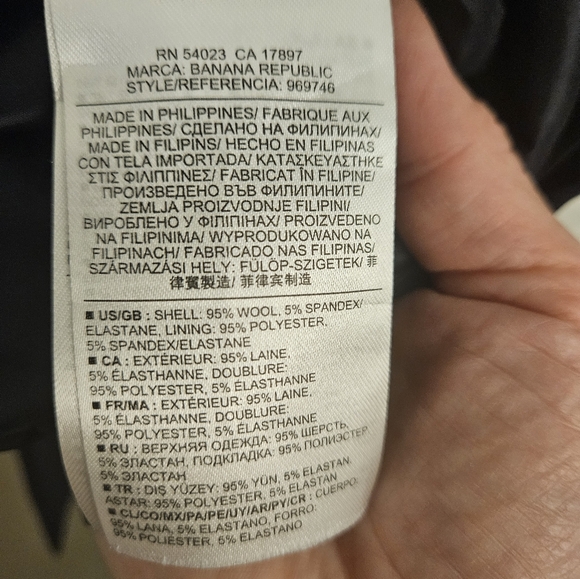 RN 54023 CA 17897
MARCA: BANANA REPUBLIC
STYLE/REFERENCIA: 969746
MADE IN PHILIPPINES/ FABRIQUE AUX
PHILIPPINES/ СДЕЛАНО НА ФИЛИПИНАХ/
MADE IN FILIPINS/ HECHO EN FILIPINAS
CON TELA IMPORTADA/ ΚΑΤΑΣΚΕΥΑΣΤΗΚΕ
ΣΤΙΣ ΦΙΛΙΠΠΙΝΕΣ/ FABRICAT ÎN FILIPINE/
ПРОИЗВЕДЕНО ВЪВ ФИЛИПИНИТЕ/
ZEMLJA PROIZVODNJE FILIPINI/
ВИРОБЛЕНО У ФІЛІПІНАХ/ PROIZVEDENO
NA FILIPINIMA/ WYPRODUKOWANO NA
FILIPINACH/ FABRICADO NAS FILIPINAS/
SZÁRMAZÁSI HELY: FÜLÖP-SZIGETEK/ 菲
律賓製造/ 菲律宾制造
■ US/GB : SHELL: 95% WOOL, 5% SPANDEX/
ELASTANE, LINING: 95% POLYESTER,
5% SPANDEX/ELASTANE
■ CA : EXTÉRIEUR: 95% LAINE,
5% ÉLASTHANNE, DOUBLURE:
95% POLYESTER, 5% ÉLASTHANNE
■ FR/MA : EXTÉRIEUR: 95% LAINE,
5% ÉLASTHANNE, DOUBLURE:
95% POLYESTER, 5% ÉLASTHANNE
■ RU : ВЕРХНЯЯ ОДЕЖДА: 95% ШЕРСТЬ,
5% ЭЛАСТАН, ПОДКЛАДКА: 95% ПОЛИЭСТЕР,
5% ЭЛАСТАН
■ TR : DIŞ YÜZEY: 95% YÜN, 5% ELASTAN,
ASTAR: 95% POLYESTER, 5% ELASTAN
■ CL/CO/MX/PA/PE/UY/AR/PY/CR : CUERPO:
95% LANA, 5% ELASTANO, FORRO:
95% POLIÉSTER, 5% ELASTANO